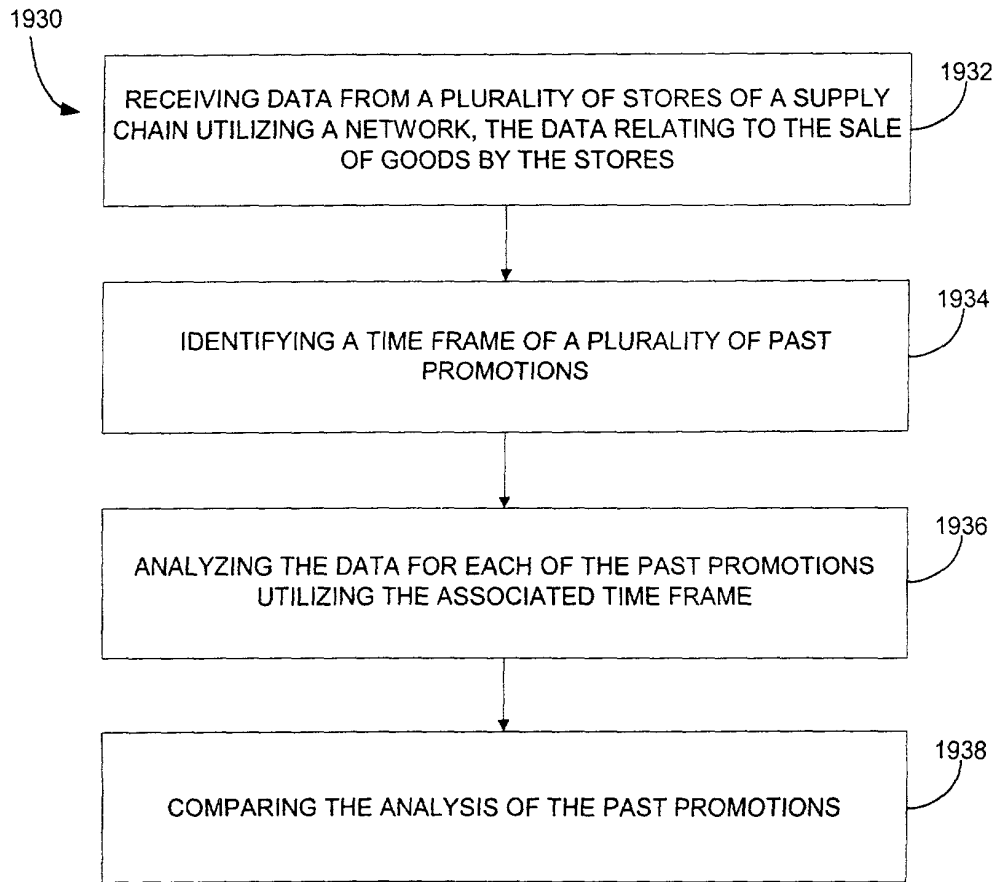 1930
1932
RECEIVING DATA FROM A PLURALITY OF STORES OF A SUPPLY
CHAIN UTILIZING A NETWORK, THE DATA RELATING TO THE SALE
OF GOODS BY THE STORES
1934
IDENTIFYING A TIME FRAME OF A PLURALITY OF PAST
PROMOTIONS
1936
ANALYZING THE DATA FOR EACH OF THE PAST PROMOTIONS
UTILIZING THE ASSOCIATED TIME FRAME
1938
COMPARING THE ANALYSIS OF THE PAST PROMOTIONS